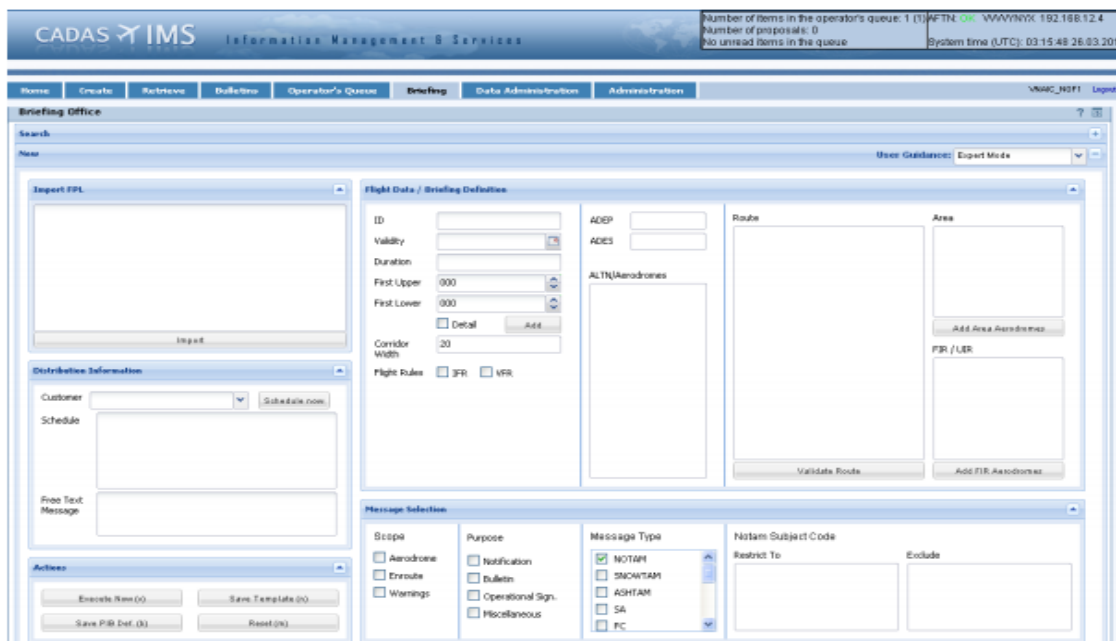 CADAS IMS
Information Management & Services
Number of items in the operator's queue: 1 (1)
Number of proposals: 0
No unread items in the queue
AFTN: OK VVVVYNYX 192.168.12.4
System time (UTC): 03:15:48 26.03.201
Home Create Retrieve Bulletins Operator's Queue Briefing Data Administration Administration
Logout
Briefing Office ?
Search
New
User Guidance: Expert Mode
Import FPL
Import
Distribution Information
Customer Schedule now
Schedule
Free Text
Message
Actions
Execute Now (x) Save Template (n)
Save PIB Def. (b) Reset (m)
Flight Data / Briefing Definition
ID
Validity
Duration
First Upper 000
First Lower 000
Detail Add
Corridor
Width
20
Flight Rules IFR VFR
ADEP
ADES
ALTN/Aerodromes
Route
Validate Route
Area
Add Area Aerodromes
FIR / UIR
Add FIR Aerodromes
Message Selection
Scope
Aerodrome
Enroute
Warnings
Purpose
Notification
Bulletin
Operational Sign.
Miscellaneous
Message Type
NOTAM
SNOWTAM
ASHTAM
SA
FC
Notam Subject Code
Restrict To Exclude